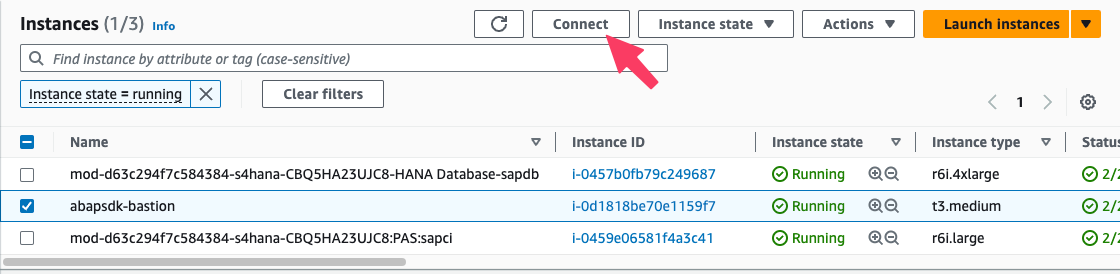 Instances (1/3) Info Connect Instance state Actions Launch instances
Find instance by attribute or tag (case-sensitive)
Instance state = running Clear filters
1
Name Instance ID Instance state Instance type Status
mod-d63c294f7c584384-s4hana-CBQ5HA23UJC8-HANA Database-sapdb i-0457b0fb79c249687 Running r6i.4xlarge 2/
abapsdk-bastion i-0d1818be70e1159f7 Running t3.medium 2/
mod-d63c294f7c584384-s4hana-CBQ5HA23UJC8:PAS:sapci i-0459e06581f4a3c41 Running r6i.large 2/